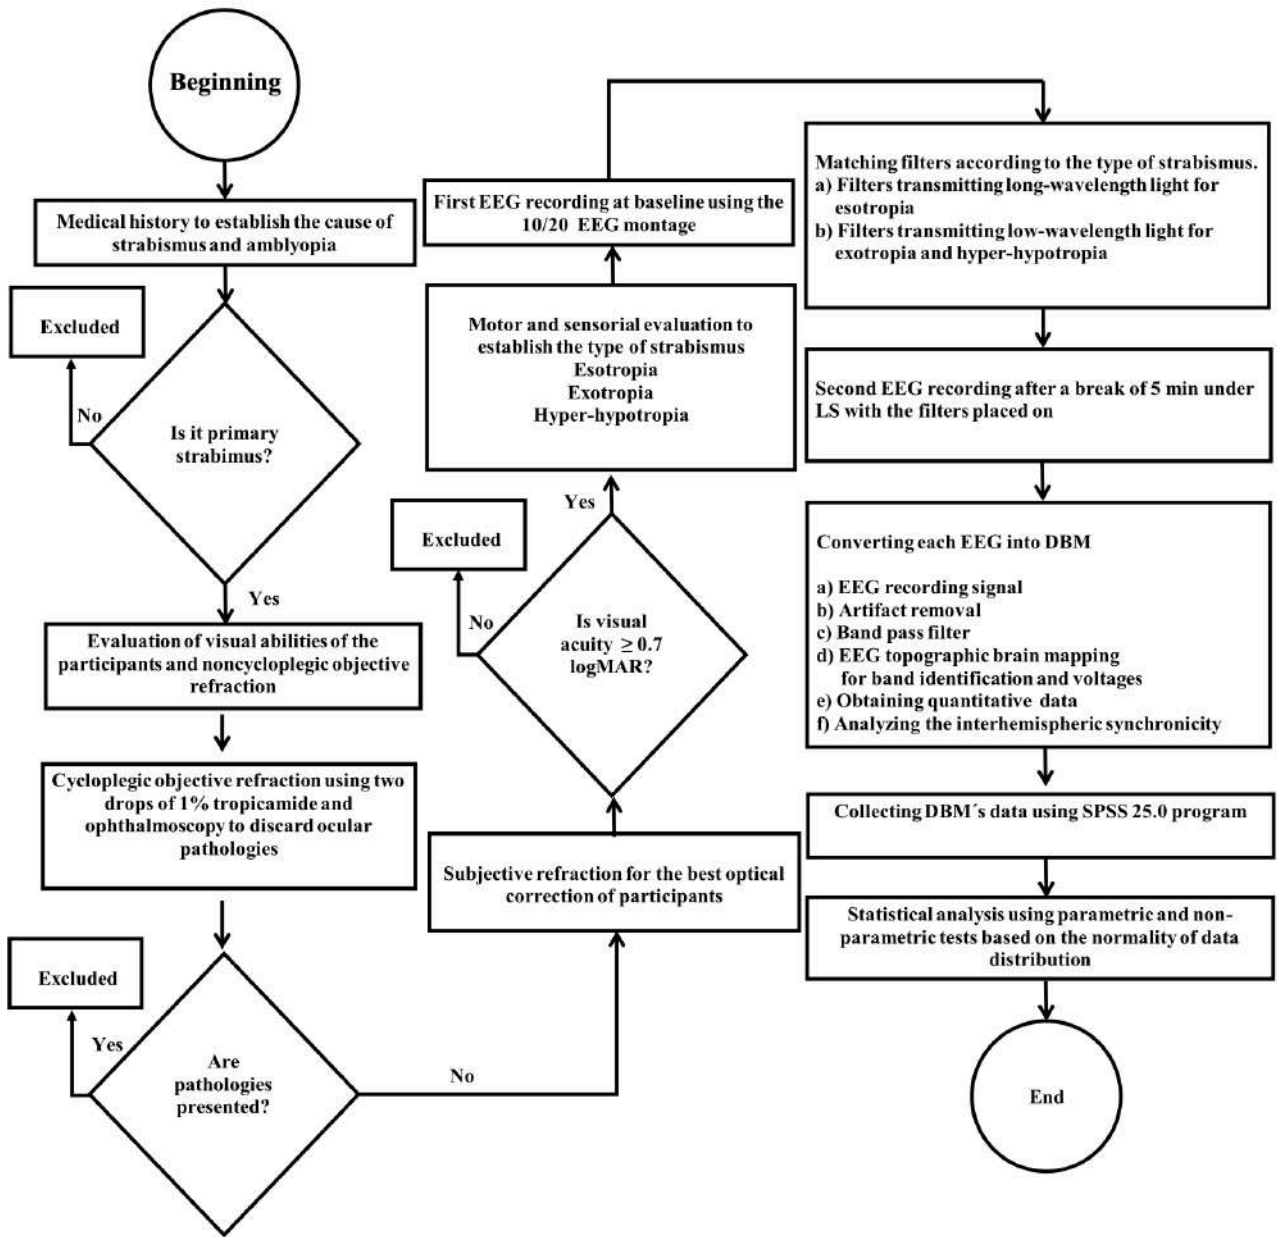 Beginning
Medical history to establish the cause of
strabismus and amblyopia
Excluded
No
Is it primary
strabimus?
Yes
Evaluation of visual abilities of the
participants and noncycloplegic objective
refraction
Cycloplegic objective refraction using two
drops of 1% tropicamide and
ophthalmoscopy to discard ocular
pathologies
Excluded
Yes
Are
pathologies
presented?
No
Subjective refraction for the best optical
correction of participants
Excluded
No
Is visual
acuity ≥ 0.7
logMAR?
Yes
Motor and sensorial evaluation to
establish the type of strabismus
Esotropia
Exotropia
Hyper-hypotropia
First EEG recording at baseline using the
10/20 EEG montage
Matching filters according to the type of strabismus.
a) Filters transmitting long-wavelength light for
esotropia
b) Filters transmitting low-wavelength light for
exotropia and hyper-hypotropia
Second EEG recording after a break of 5 min under
LS with the filters placed on
Converting each EEG into DBM
a) EEG recording signal
b) Artifact removal
c) Band pass filter
d) EEG topographic brain mapping
for band identification and voltages
e) Obtaining quantitative data
f) Analyzing the interhemispheric synchronicity
Collecting DBM´s data using SPSS 25.0 program
Statistical analysis using parametric and non-
parametric tests based on the normality of data
distribution
End